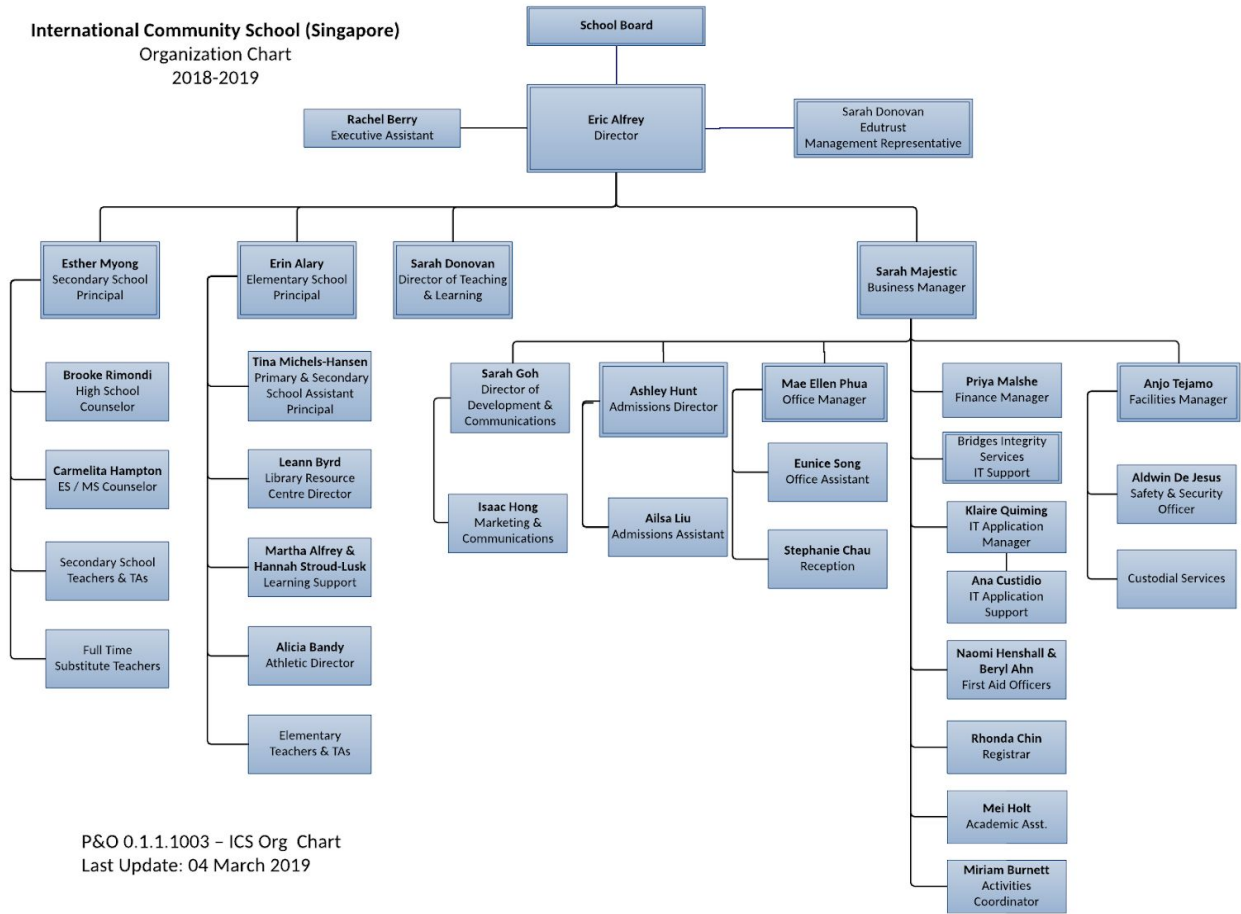 International Community School (Singapore)
Organization Chart
2018-2019
School Board
Rachel Berry
Executive Assistant
Eric Alfrey
Director
Sarah Donovan
Edutrust
Management Representative
Esther Myong
Secondary School
Principal
Erin Alary
Elementary School
Principal
Sarah Donovan
Director of Teaching
& Learning
Sarah Majestic
Business Manager
Brooke Rimondi
High School
Counselor
Carmelita Hampton
ES / MS Counselor
Secondary School
Teachers & TAs
Full Time
Substitute Teachers
Tina Michels-Hansen
Primary & Secondary
School Assistant
Principal
Leann Byrd
Library Resource
Centre Director
Martha Alfrey &
Hannah Stroud-Lusk
Learning Support
Alicia Bandy
Athletic Director
Elementary
Teachers & TAs
Sarah Goh
Director of
Development &
Communications
Isaac Hong
Marketing &
Communications
Ashley Hunt
Admissions Director
Ailsa Liu
Admissions Assistant
Mae Ellen Phua
Office Manager
Eunice Song
Office Assistant
Stephanie Chau
Reception
Priya Malshe
Finance Manager
Bridges Integrity
Services
IT Support
Klaire Quiming
IT Application
Manager
Ana Custidio
IT Application
Support
Naomi Henshall &
Beryl Ahn
First Aid Officers
Rhonda Chin
Registrar
Mei Holt
Academic Asst.
Miriam Burnett
Activities
Coordinator
Anjo Tejamo
Facilities Manager
Aldwin De Jesus
Safety & Security
Officer
Custodial Services
P&O 0.1.1.1003 – ICS Org Chart
Last Update: 04 March 2019